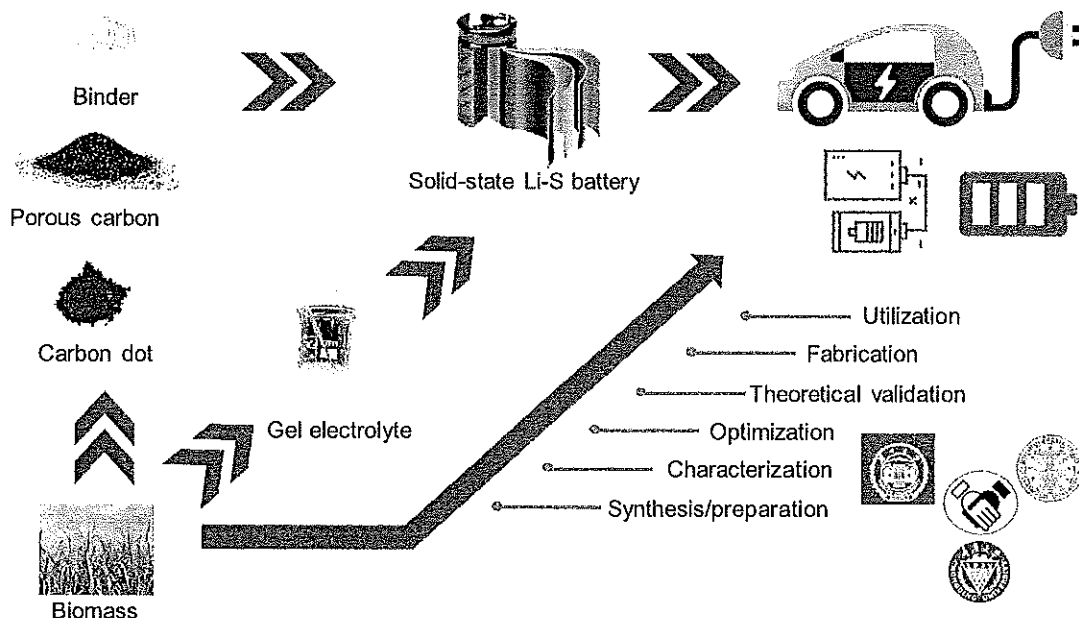 Binder
Porous carbon
Carbon dot
Biomass
Gel electrolyte
Solid-state Li-S battery
Utilization
Fabrication
Theoretical validation
Optimization
Characterization
Synthesis/preparation